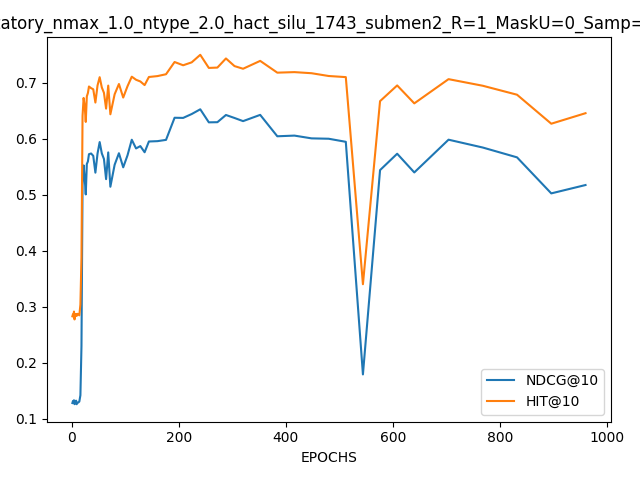 atory_nmax_1.0_ntype_2.0_hact_silu_1743_submen2_R=1_MaskU=0_Samp=
0.7
0.6
0.5
0.4
0.3
0.2
0.1
NDCG@10
HIT@10
0 200 400 600 800 1000
EPOCHS